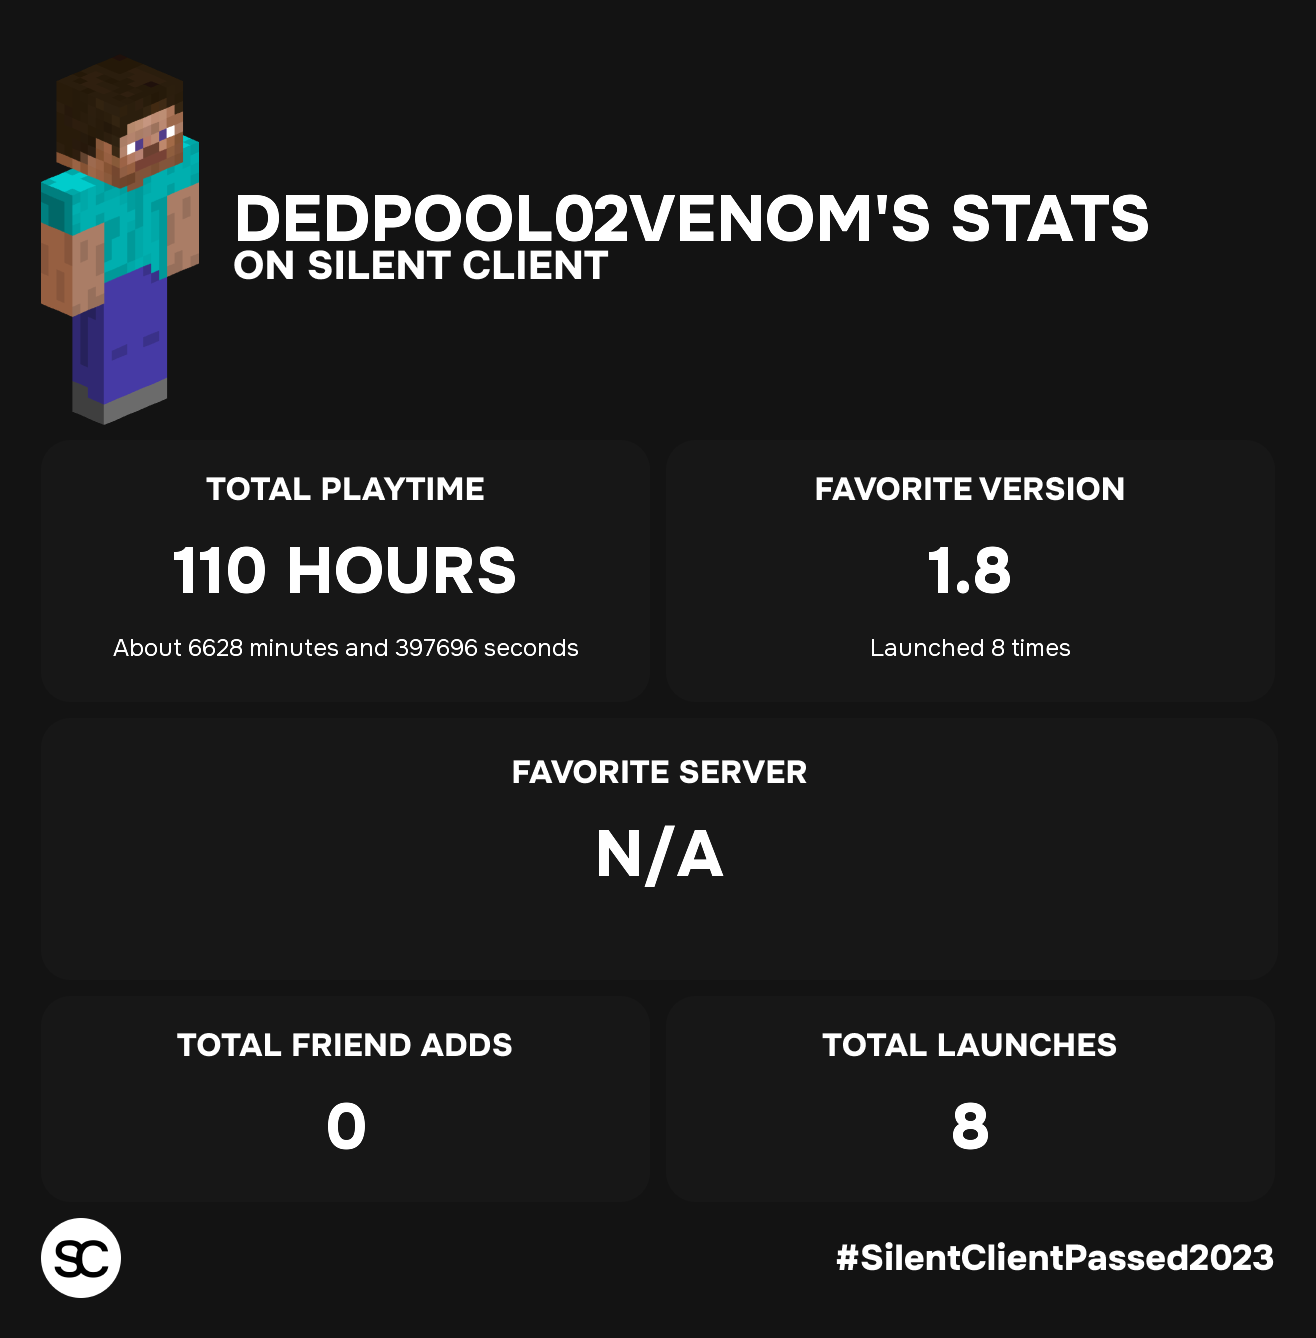 DEDPOOL02VENOM'S STATS
ON SILENT CLIENT
TOTAL PLAYTIME
110 HOURS
About 6628 minutes and 397696 seconds
FAVORITE VERSION
1.8
Launched 8 times
FAVORITE SERVER
N/A
TOTAL FRIEND ADDS
0
TOTAL LAUNCHES
8
SC
#SilentClientPassed2023